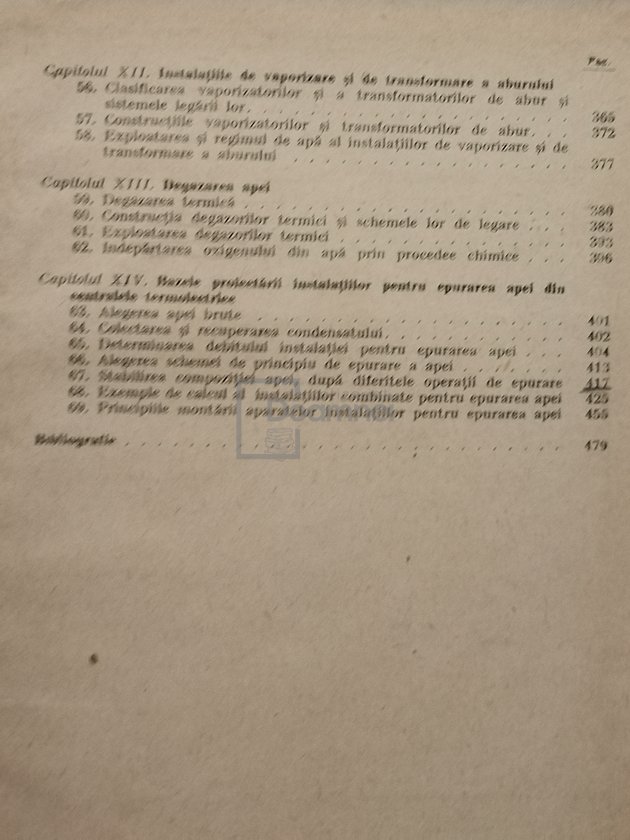 Pag.
Capitolul XII. Instalațiile de vaporizare și de transformare a aburului
56. Clasificarea vaporizatorilor și a transformatorilor de abur și
sistemele legării lor. . . . . . . . . . . . . . . . 365
57. Construcțiile vaporizatorilor și transformatorilor de abur. . . 372
58. Exploatarea și regimul de apă al instalațiilor de vaporizare și de
transformare a aburului . . . . . . . . . . . . . . 377
Capitolul XIII. Degazarea apei
59. Degazarea termică . . . . . . . . . . . . . . . . 380
60. Construcția degazorilor termici și schemele lor de legare . . . 383
61. Exploatarea degazorilor termici . . . . . . . . . . . 393
62. Îndepărtarea oxigenului din apă prin procedee chimice . . . 396
Capitolul XIV. Bazele proiectării instalațiilor pentru epurarea apei din
centralele termoelectrice
63. Alegerea apei brute . . . . . . . . . . . . . . . . 401
64. Colectarea și recuperarea condensatului. . . . . . . . . 402
65. Determinarea debitului instalației pentru epurarea apei . . . 404
66. Alegerea schemei de principiu de epurare a apei . . . . . 413
67. Stabilirea compoziției apei, după diferitele operații de epurare 417
68. Exemple de calcul al instalațiilor combinate pentru epurarea apei 425
69. Principiile montării aparatelor instalațiilor pentru epurarea apei 455
Bibliografie . . . . . . . . . . . . . . . . . . . . . 479